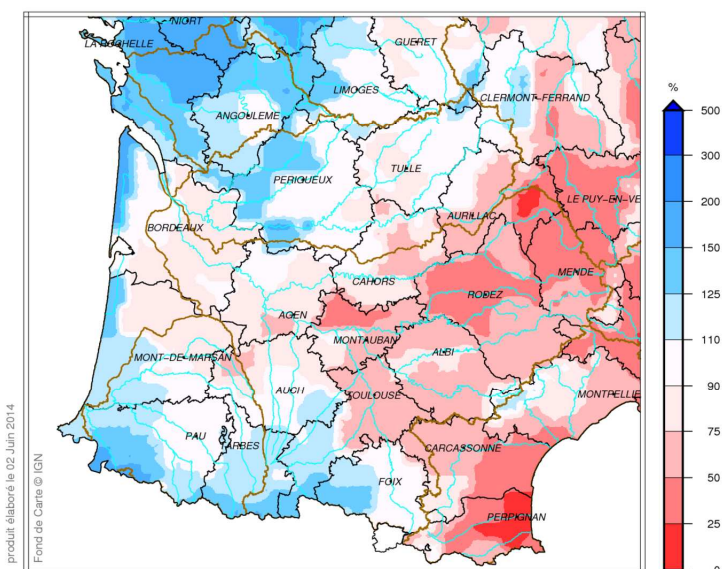 NIORT
LA ROCHELLE
GUERET
LIMOGES
CLERMONT-FERRAND
ANGOULEME
TULLE
PERIGUEUX
LE PUY-EN-VE
AURILLAC
BORDEAUX
MENDE
CAHORS
RODEZ
AGEN
MONTAUBAN
ALBI
MONT-DE-MARSAN
AUCH
TOULOUSE
MONTPELLIE
PAU
TARBES
CARCASSONNE
FOIX
PERPIGNAN
%
500
300
200
150
125
110
90
75
50
25
0
produit élaboré le 02 Juin 2014
Fond de Carte © IGN